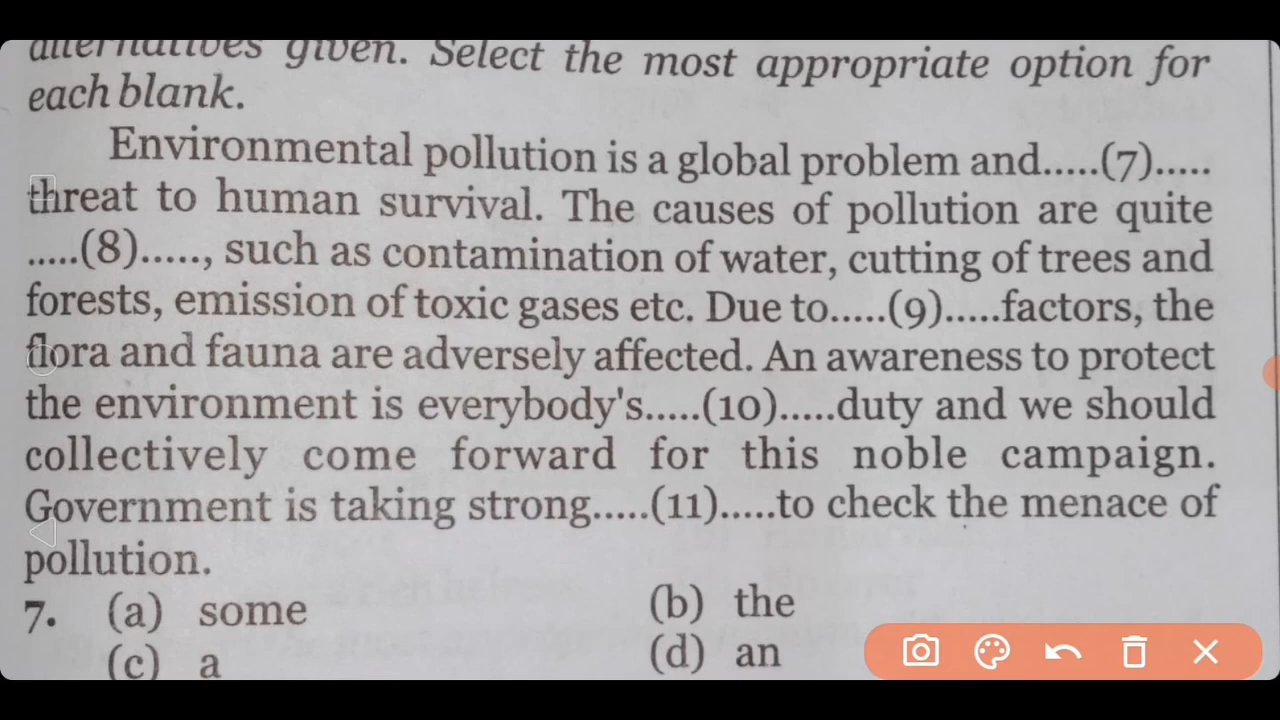 alternatives given. Select the most appropriate option for
each blank.
Environmental pollution is a global problem and.....(7).....
threat to human survival. The causes of pollution are quite
.....(8)....., such as contamination of water, cutting of trees and
forests, emission of toxic gases etc. Due to.....(9).....factors, the
flora and fauna are adversely affected. An awareness to protect
the environment is everybody's.....(10).....duty and we should
collectively come forward for this noble campaign.
Government is taking strong.....(11).....to check the menace of
pollution.
7. (a) some (b) the
(c) a (d) an